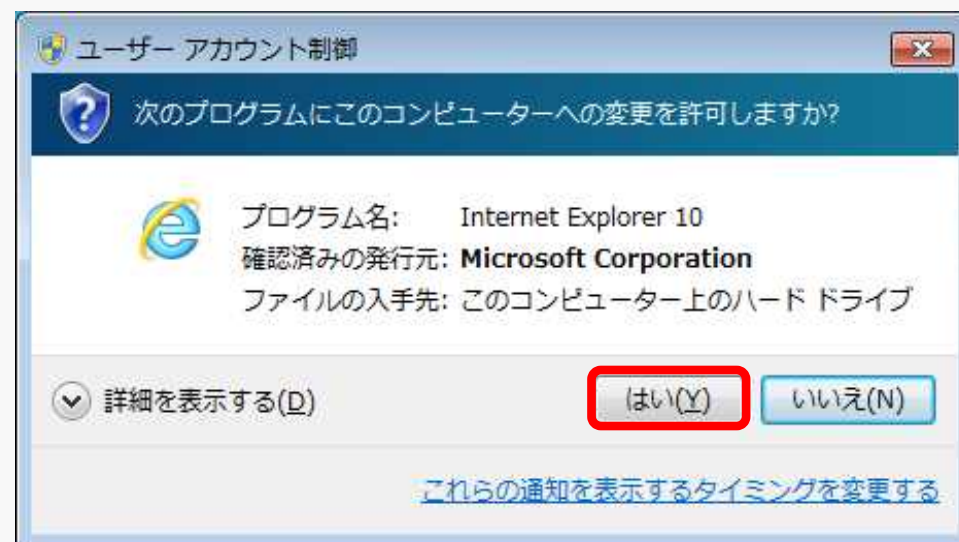 ユーザー アカウント制御
次のプログラムにこのコンピューターへの変更を許可しますか?
プログラム名: Internet Explorer 10
確認済みの発行元: Microsoft Corporation
ファイルの入手先: このコンピューター上のハード ドライブ
詳細を表示する(D) はい(Y) いいえ(N)
これらの通知を表示するタイミングを変更する